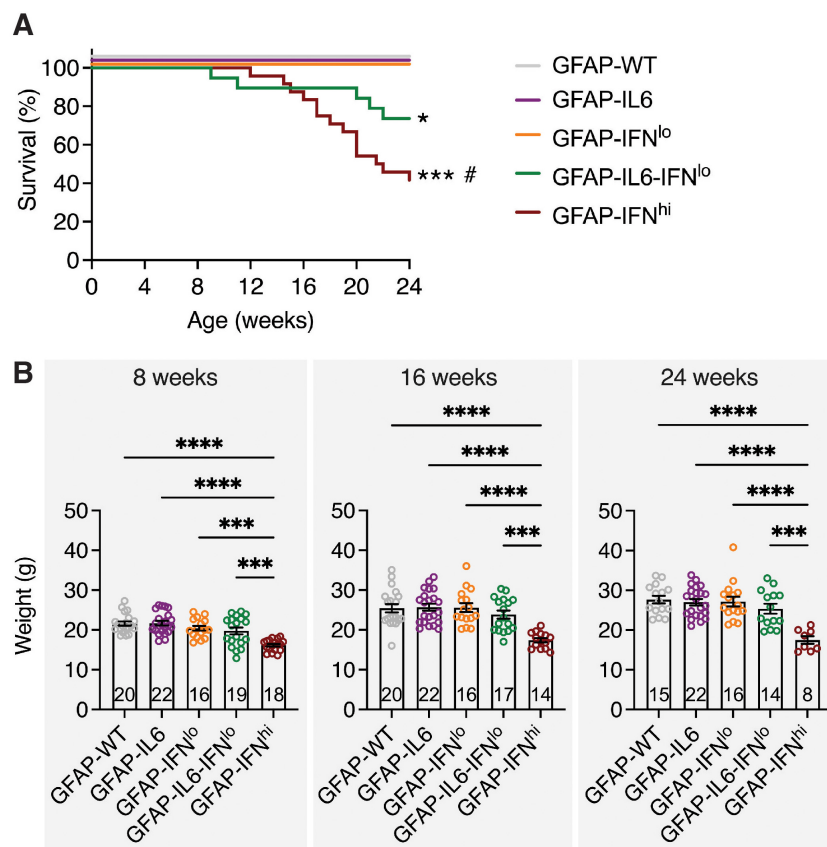 A
Survival (%)
100
80
60
40
20
0
0 4 8 12 16 20 24
Age (weeks)
*
*** #
GFAP-WT
GFAP-IL6
GFAP-IFNlo
GFAP-IL6-IFNlo
GFAP-IFNhi
B
Weight (g)
8 weeks
****
****
***
***
50
40
30
20
10
0
20 22 16 19 18
GFAP-WT
GFAP-IL6
GFAP-IFNlo
GFAP-IL6-IFNlo
GFAP-IFNhi
16 weeks
****
****
****
***
50
40
30
20
10
0
20 22 16 17 14
GFAP-WT
GFAP-IL6
GFAP-IFNlo
GFAP-IL6-IFNlo
GFAP-IFNhi
24 weeks
****
****
****
***
50
40
30
20
10
0
15 22 16 14 8
GFAP-WT
GFAP-IL6
GFAP-IFNlo
GFAP-IL6-IFNlo
GFAP-IFNhi